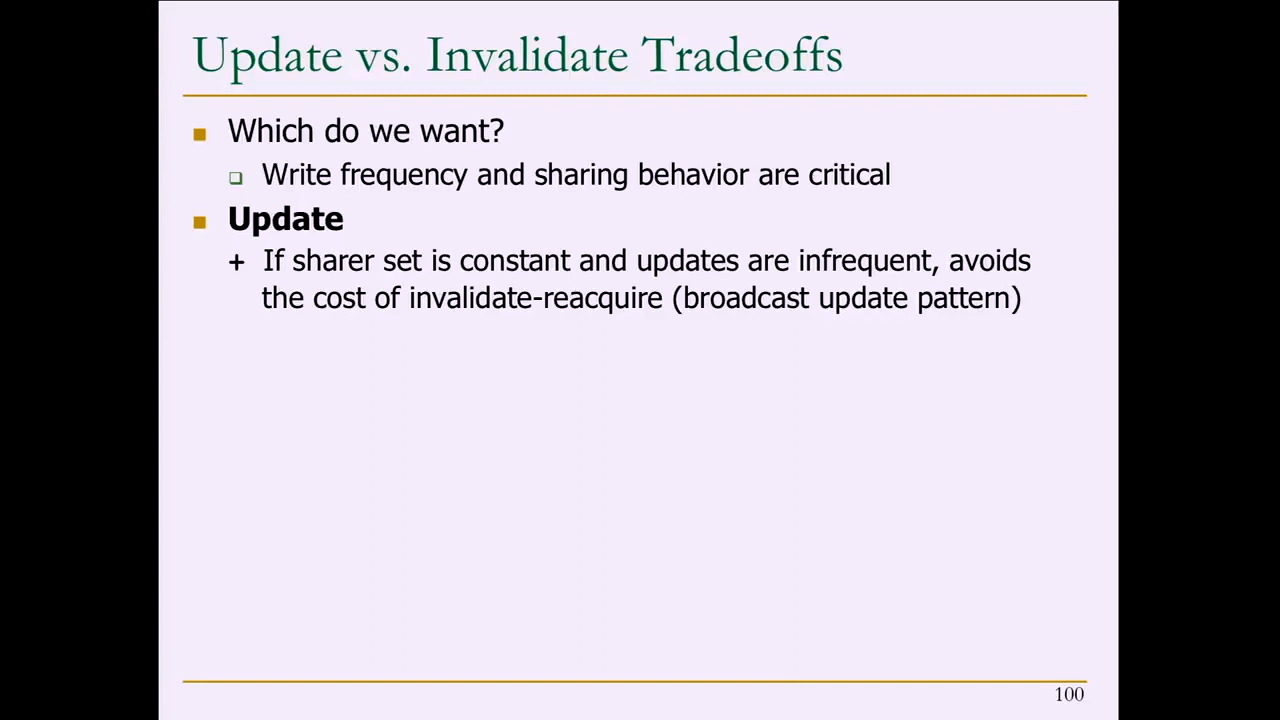 Update vs. Invalidate Tradeoffs
Which do we want?
Write frequency and sharing behavior are critical
Update
+ If sharer set is constant and updates are infrequent, avoids
the cost of invalidate-reacquire (broadcast update pattern)
100